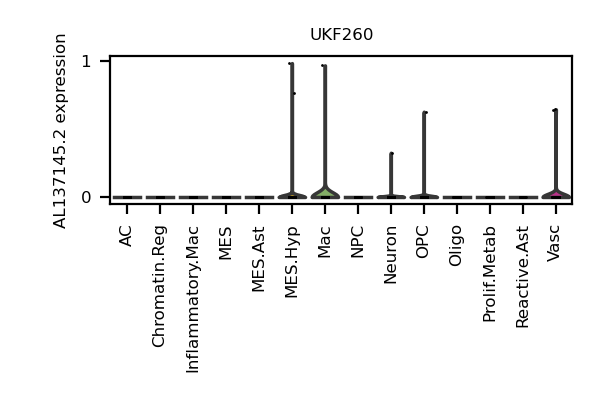 UKF260
AL137145.2 expression
1
0
AC
Chromatin.Reg
Inflammatory.Mac
MES
MES.Ast
MES.Hyp
Mac
NPC
Neuron
OPC
Oligo
Prolif.Metab
Reactive.Ast
Vasc